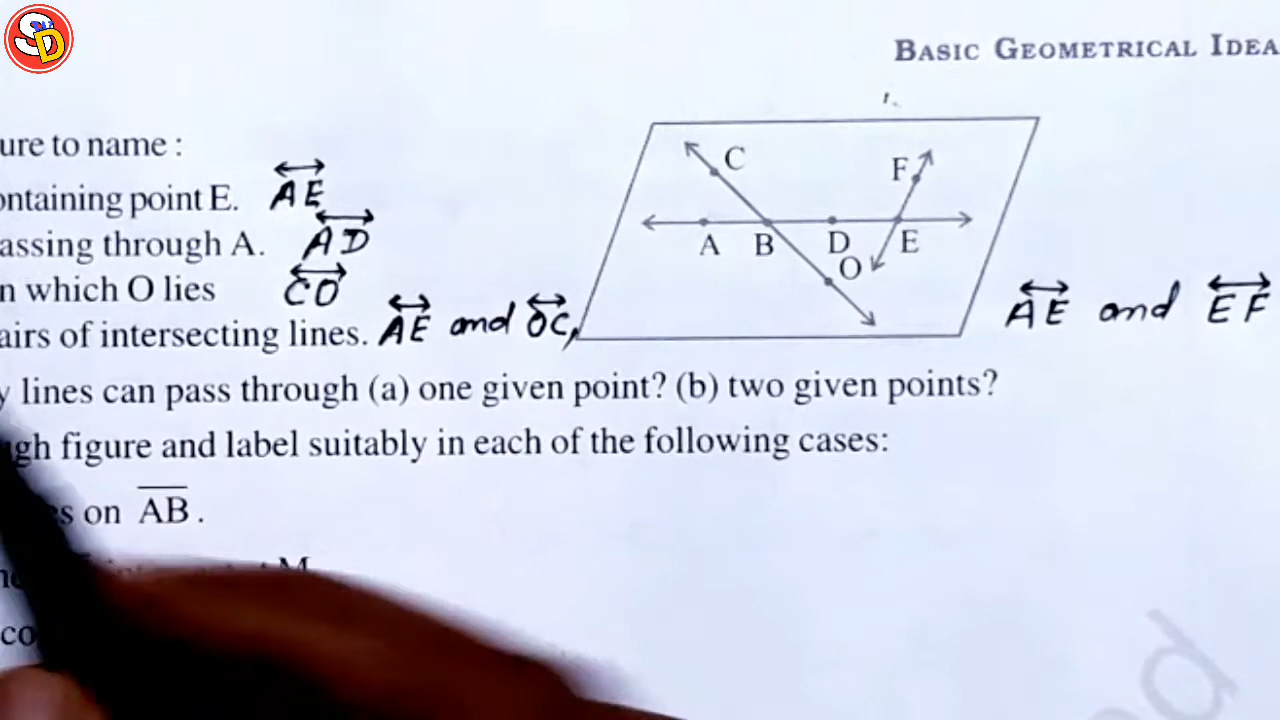 SD
BASIC GEOMETRICAL IDEA
ure to name :
ontaining point E. AE
assing through A. AD
n which O lies CO
airs of intersecting lines. AE and OC, AE and EF
C
F
A B D E
O
y lines can pass through (a) one given point? (b) two given points?
gh figure and label suitably in each of the following cases:
s on AB .
M
co
d